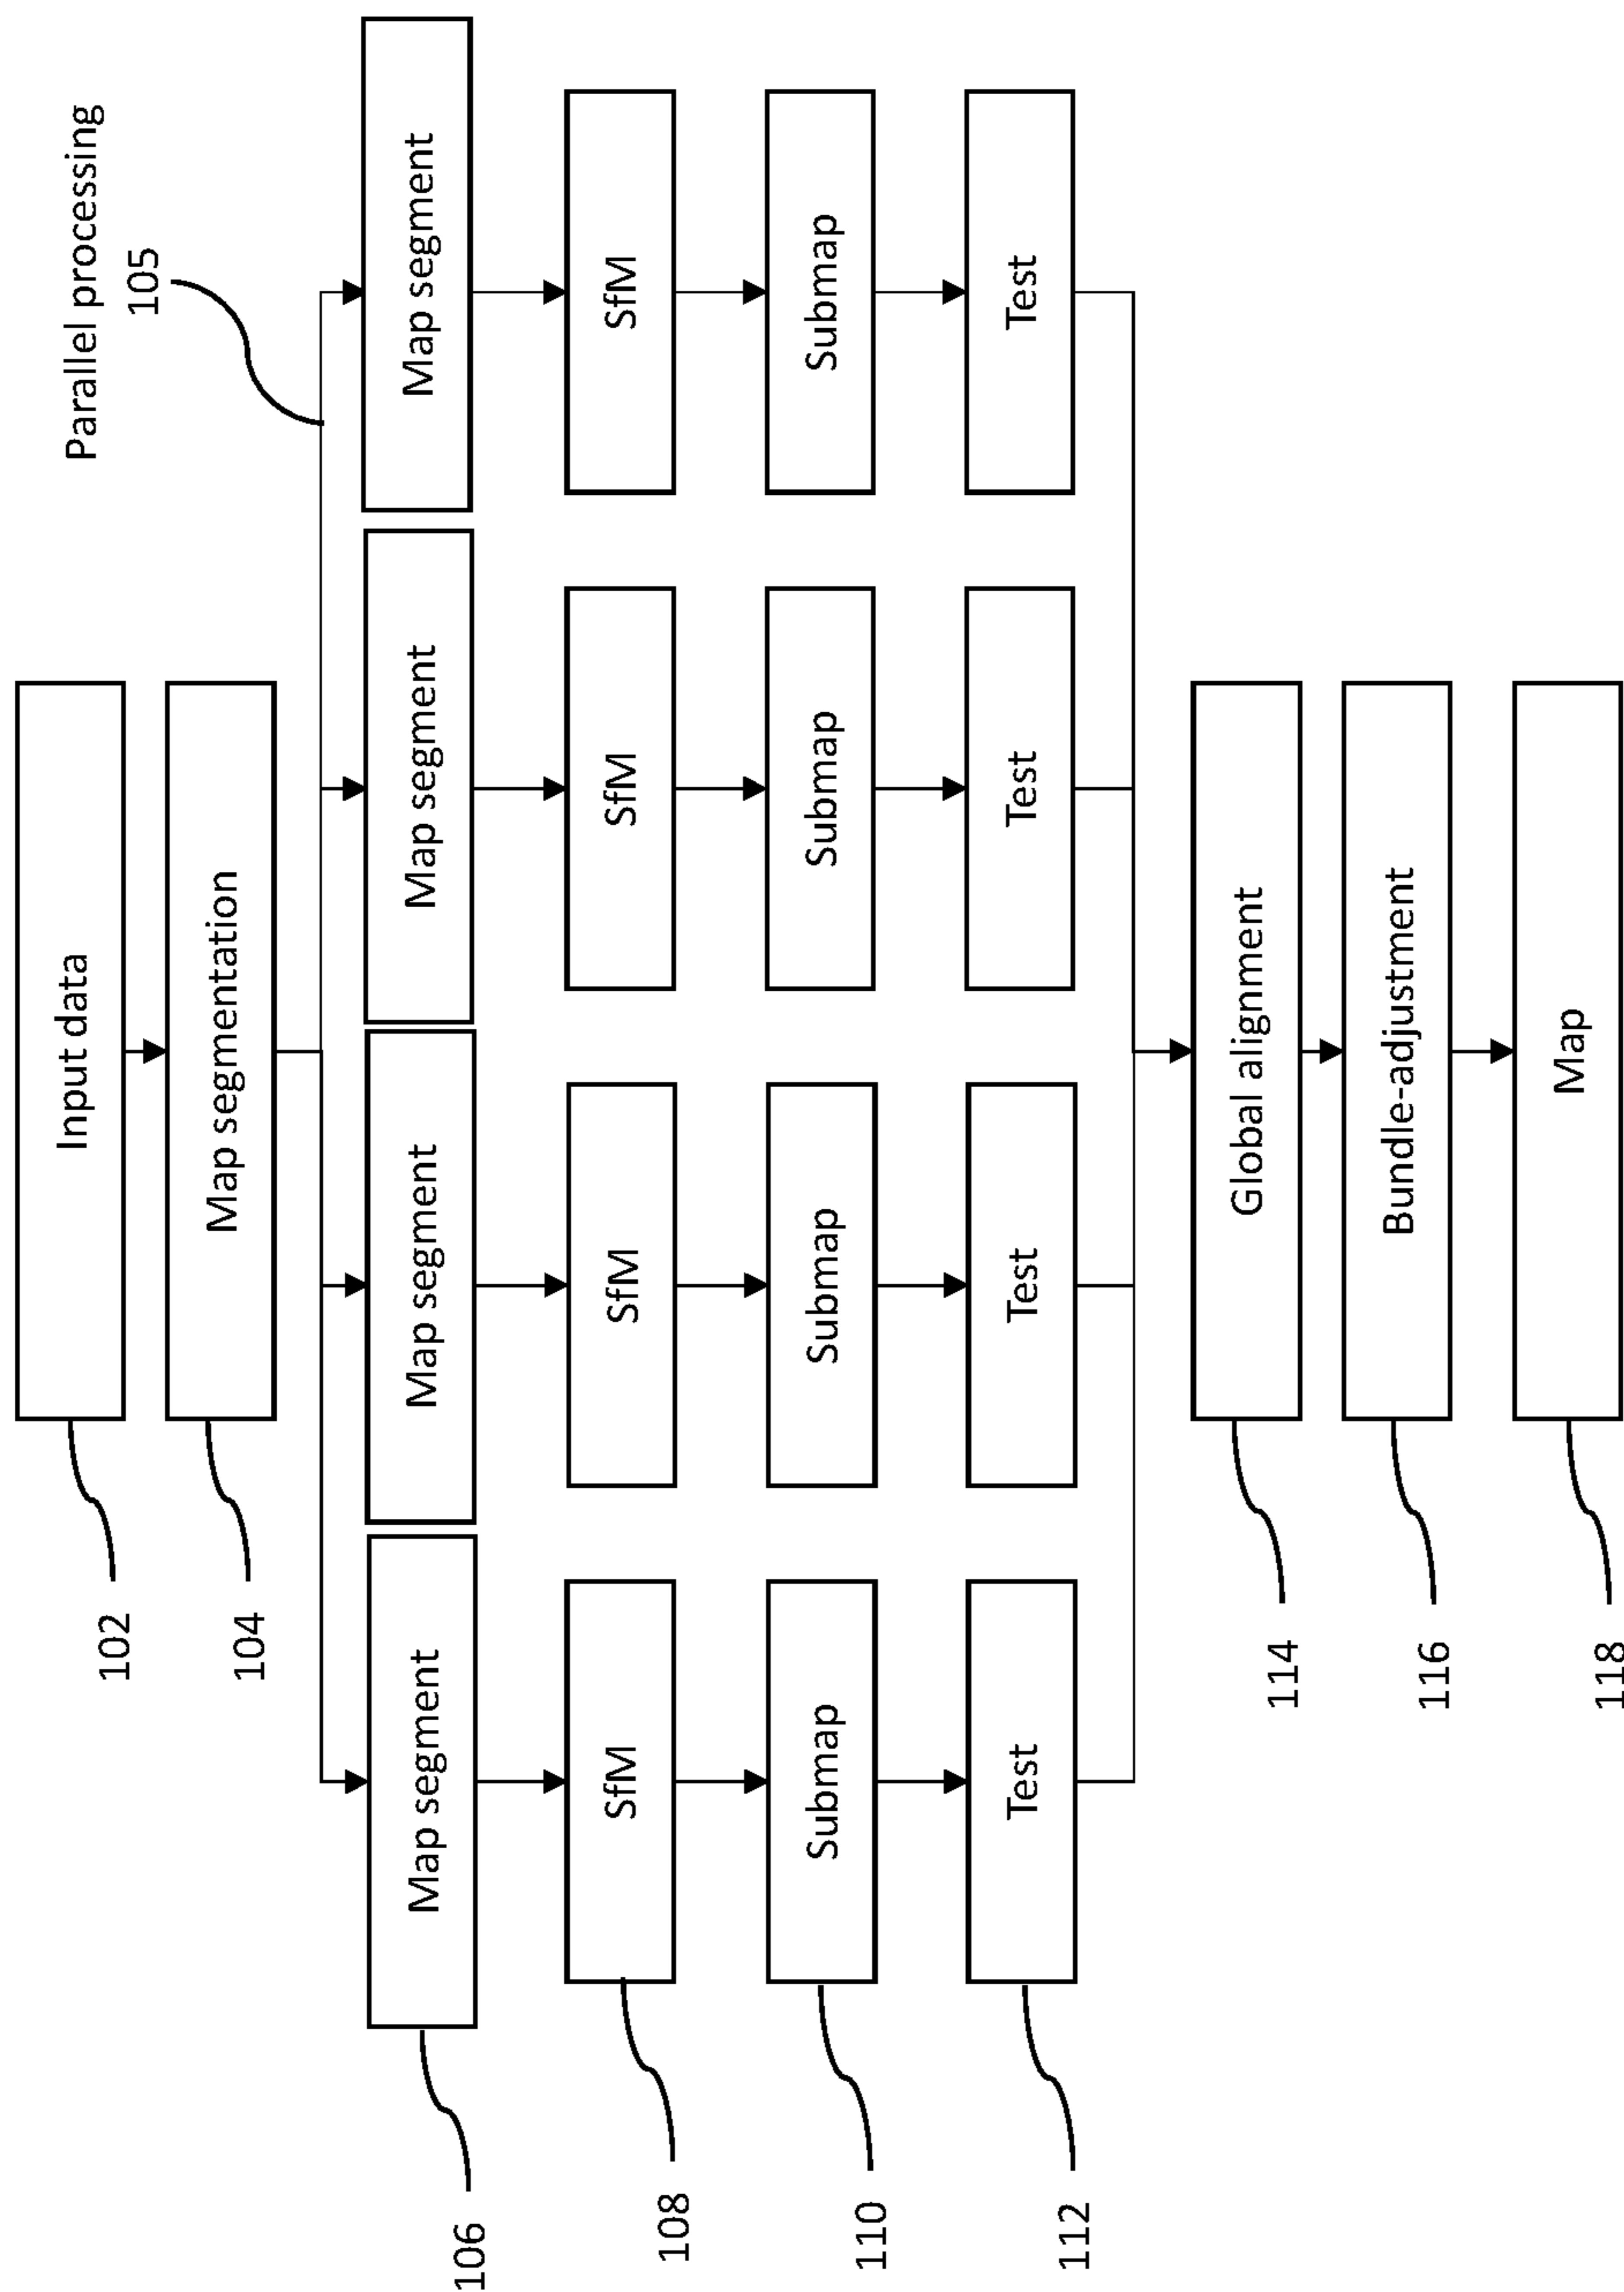 Parallel processing
105
102
Input data
104
Map segmentation
106
Map segment
Map segment
Map segment
Map segment
108
SfM
SfM
SfM
SfM
110
Submap
Submap
Submap
Submap
112
Test
Test
Test
Test
114
Global alignment
116
Bundle-adjustment
118
Map